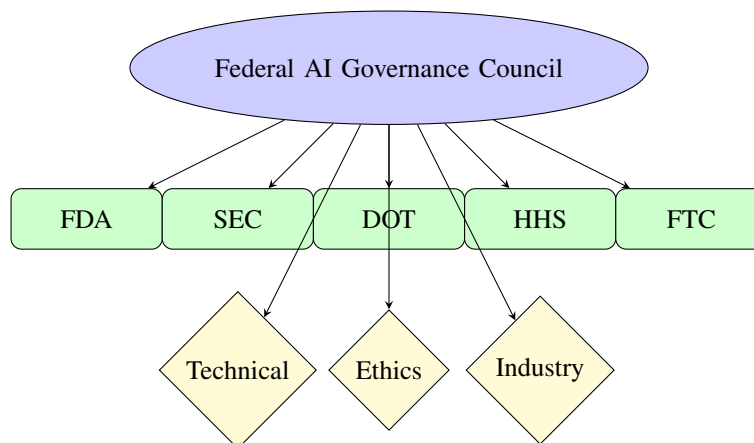 Federal AI Governance Council
FDA
SEC
DOT
HHS
FTC
Technical
Ethics
Industry